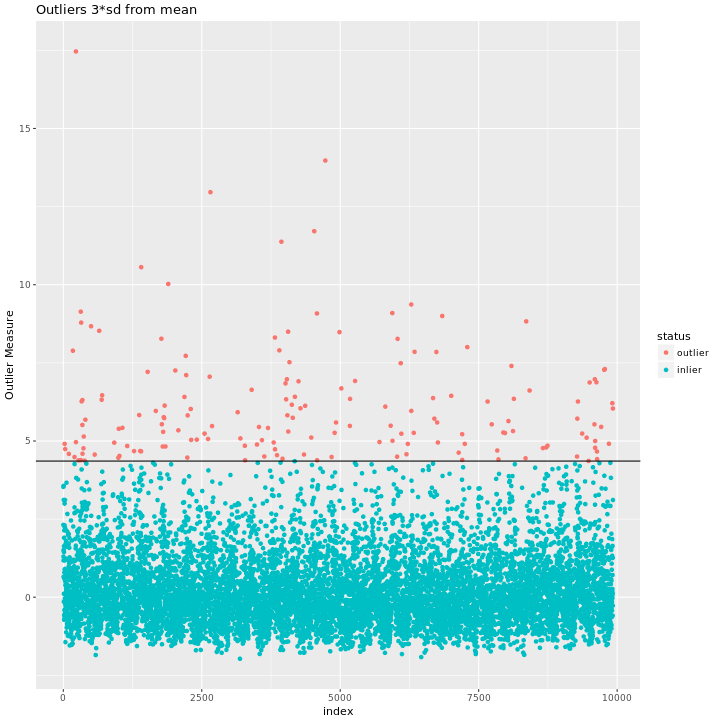 Outliers 3*sd from mean
Outlier Measure
15
10
5
0
0
2500
5000
7500
10000
index
status
outlier
inlier